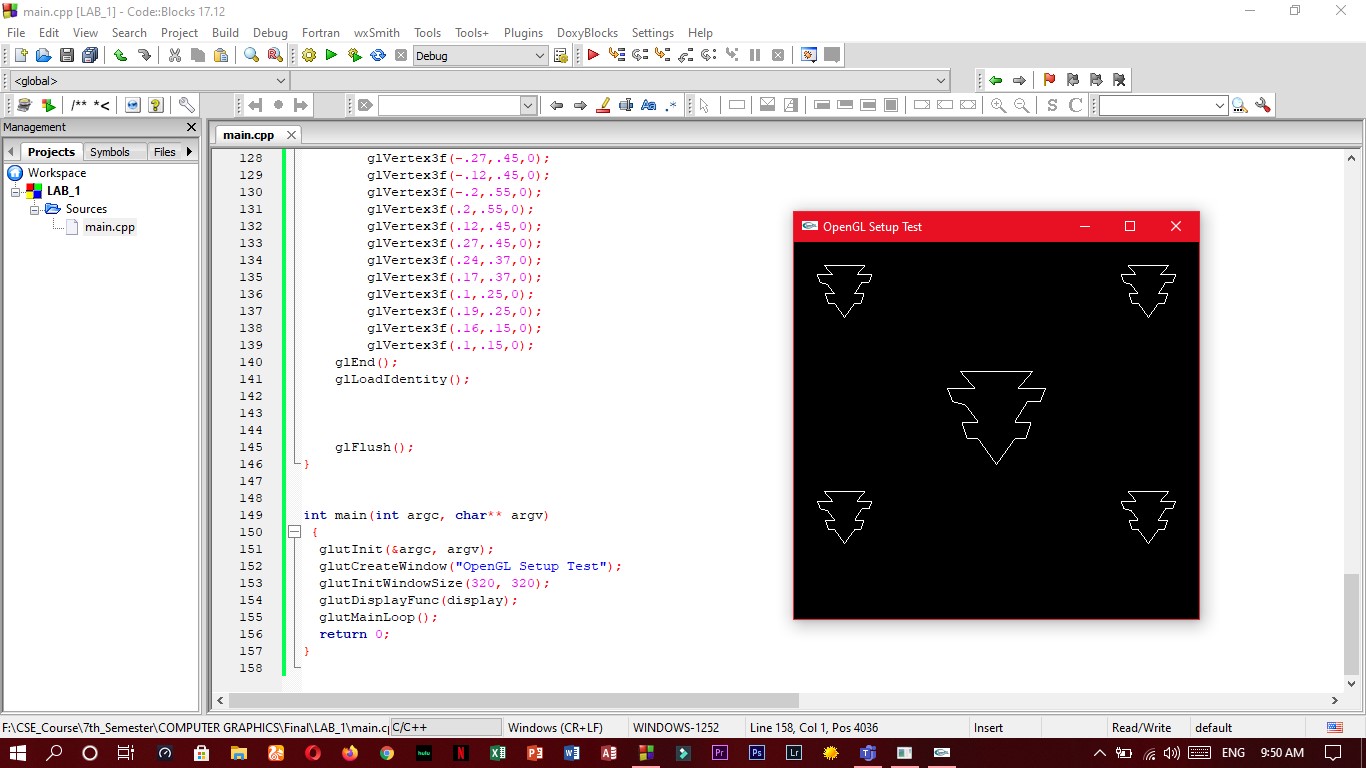 main.cpp [LAB_1] - Code::Blocks 17.12
File Edit View Search Project Build Debug Fortran wxSmith Tools Tools+ Plugins DoxyBlocks Settings Help
Debug
<global>
/** *<
Aa .*
S C
Management
Projects Symbols Files
Workspace
LAB_1
Sources
main.cpp
main.cpp
128 glVertex3f(-.27,.45,0);
129 glVertex3f(-.12,.45,0);
130 glVertex3f(-.2,.55,0);
131 glVertex3f(.2,.55,0);
132 glVertex3f(.12,.45,0);
133 glVertex3f(.27,.45,0);
134 glVertex3f(.24,.37,0);
135 glVertex3f(.17,.37,0);
136 glVertex3f(.1,.25,0);
137 glVertex3f(.19,.25,0);
138 glVertex3f(.16,.15,0);
139 glVertex3f(.1,.15,0);
140 glEnd();
141 glLoadIdentity();
142
143
144
145 glFlush();
146 }
147
148
149 int main(int argc, char** argv)
150 {
151 glutInit(&argc, argv);
152 glutCreateWindow("OpenGL Setup Test");
153 glutInitWindowSize(320, 320);
154 glutDisplayFunc(display);
155 glutMainLoop();
156 return 0;
157 }
158
OpenGL Setup Test
F:\CSE_Course\7th_Semester\COMPUTER GRAPHICS\Final\LAB_1\main.c C/C++ Windows (CR+LF) WINDOWS-1252 Line 158, Col 1, Pos 4036 Insert Read/Write default
hulu N Pr Ps Lr ENG 9:50 AM